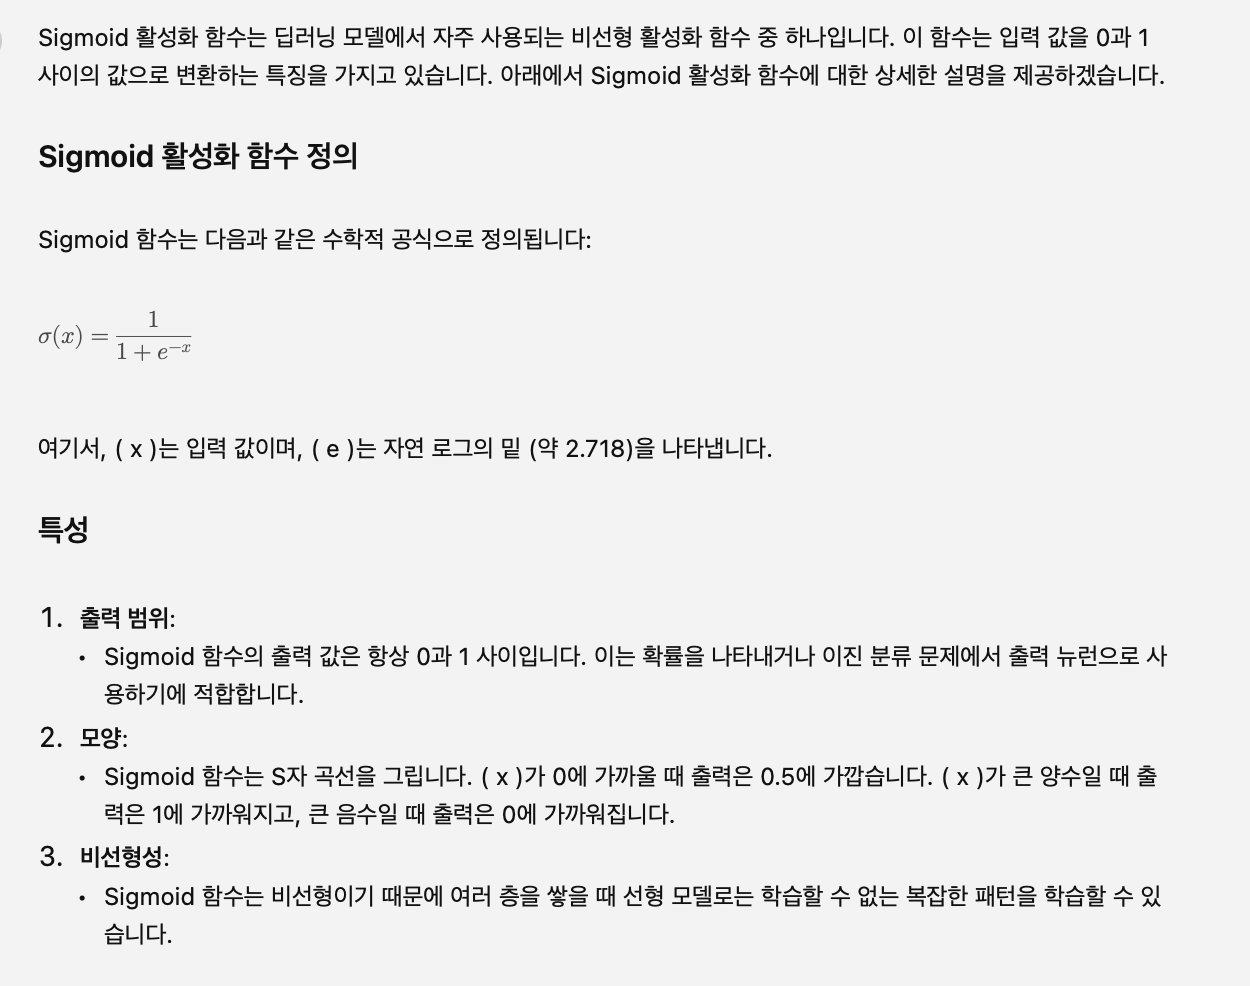 Sigmoid 활성화 함수는 딥러닝 모델에서 자주 사용되는 비선형 활성화 함수 중 하나입니다. 이 함수는 입력 값을 0과 1
사이의 값으로 변환하는 특징을 가지고 있습니다. 아래에서 Sigmoid 활성화 함수에 대한 상세한 설명을 제공하겠습니다.
Sigmoid 활성화 함수 정의
Sigmoid 함수는 다음과 같은 수학적 공식으로 정의됩니다:
σ(x) = 1 / (1 + e^{-x})
여기서, ( x )는 입력 값이며, ( e )는 자연 로그의 밑 (약 2.718)을 나타냅니다.
특성
1. 출력 범위:
• Sigmoid 함수의 출력 값은 항상 0과 1 사이입니다. 이는 확률을 나타내거나 이진 분류 문제에서 출력 뉴런으로 사
용하기에 적합합니다.
2. 모양:
• Sigmoid 함수는 S자 곡선을 그립니다. ( x )가 0에 가까울 때 출력은 0.5에 가깝습니다. ( x )가 큰 양수일 때 출
력은 1에 가까워지고, 큰 음수일 때 출력은 0에 가까워집니다.
3. 비선형성:
• Sigmoid 함수는 비선형이기 때문에 여러 층을 쌓을 때 선형 모델로는 학습할 수 없는 복잡한 패턴을 학습할 수 있
습니다.